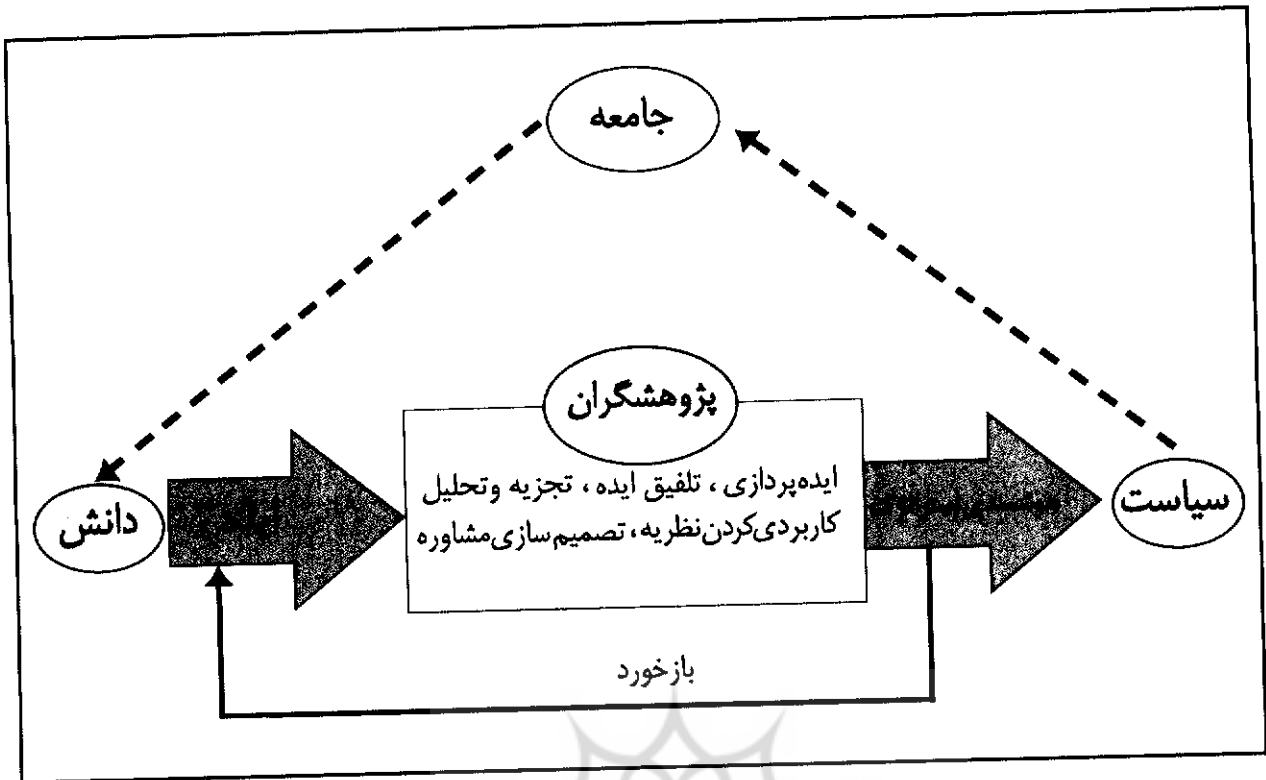 جامعه
پژوهشگران
ایده‌پردازی ، تلفیق ایده ، تجزیه وتحلیل
کاربردی‌کردن‌نظریه، تصمیم‌سازی‌مشاوره
دانش
سیاست
بازخورد